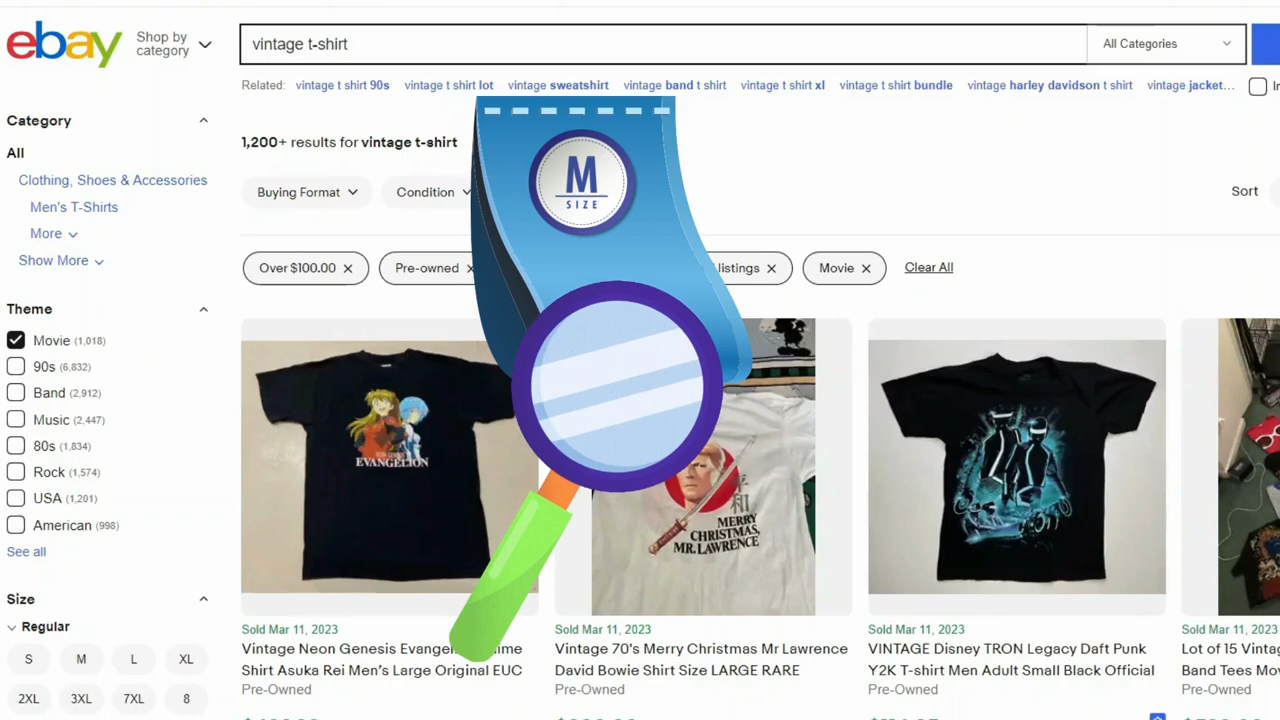 ebay
Shop by
category
vintage t-shirt
All Categories
Related: vintage t shirt 90s vintage t shirt lot vintage sweatshirt vintage band t shirt vintage t shirt xl vintage t shirt bundle vintage harley davidson t shirt vintage jacket…
1,200+ results for vintage t-shirt
Buying Format
Condition
Sort
Over $100.00
Pre-owned
listings
Movie
Clear All
M
SIZE
Category
All
Clothing, Shoes & Accessories
Men's T-Shirts
More
Show More
Theme
Movie (1,018)
90s (6,832)
Band (2,912)
Music (2,447)
80s (1,834)
Rock (1,574)
USA (1,201)
American (998)
See all
Size
Regular
S M L XL
2XL 3XL 7XL 8
NEON GENESIS
EVANGELION
平
和
MERRY
CHRISTMAS,
MR. LAWRENCE
Sold Mar 11, 2023
Vintage Neon Genesis
Shirt Asuka Rei Men's Large Original EUC
Pre-Owned
Sold Mar 11, 2023
Vintage 70's Merry Christmas Mr Lawrence
David Bowie Shirt Size LARGE RARE
Pre-Owned
Sold Mar 11, 2023
VINTAGE Disney TRON Legacy Daft Punk
Y2K T-shirt Men Adult Small Black Official
Pre-Owned
Sold Mar
Lot of 15
Band Tees
Pre-Owned